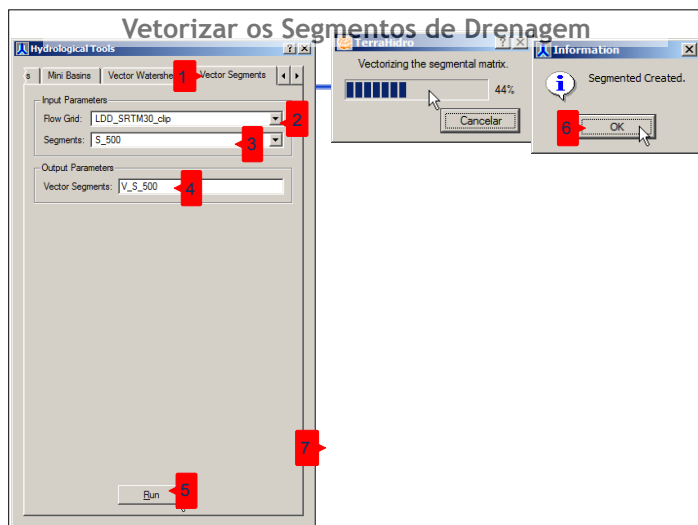 Vetorizar os Segmentos de Drenagem
Hydrological Tools
s Mini Basins Vector Watershe 1 Vector Segments
Input Parameters
Flow Grid: LDD_SRTM30_clip 2
Segments: S_500 3
Output Parameters
Vector Segments: V_S_500 4
Run 5
7
TerraHidro
Vectorizing the segmental matrix.
44%
Cancelar
Information
Segmented Created.
6 OK